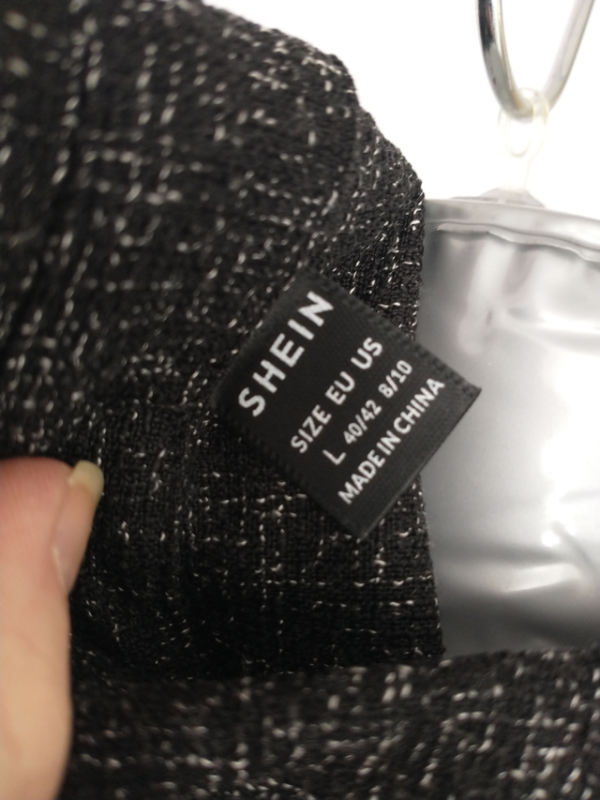 SHEIN
SIZE EU US
L 40/42 8/10
MADE IN CHINA